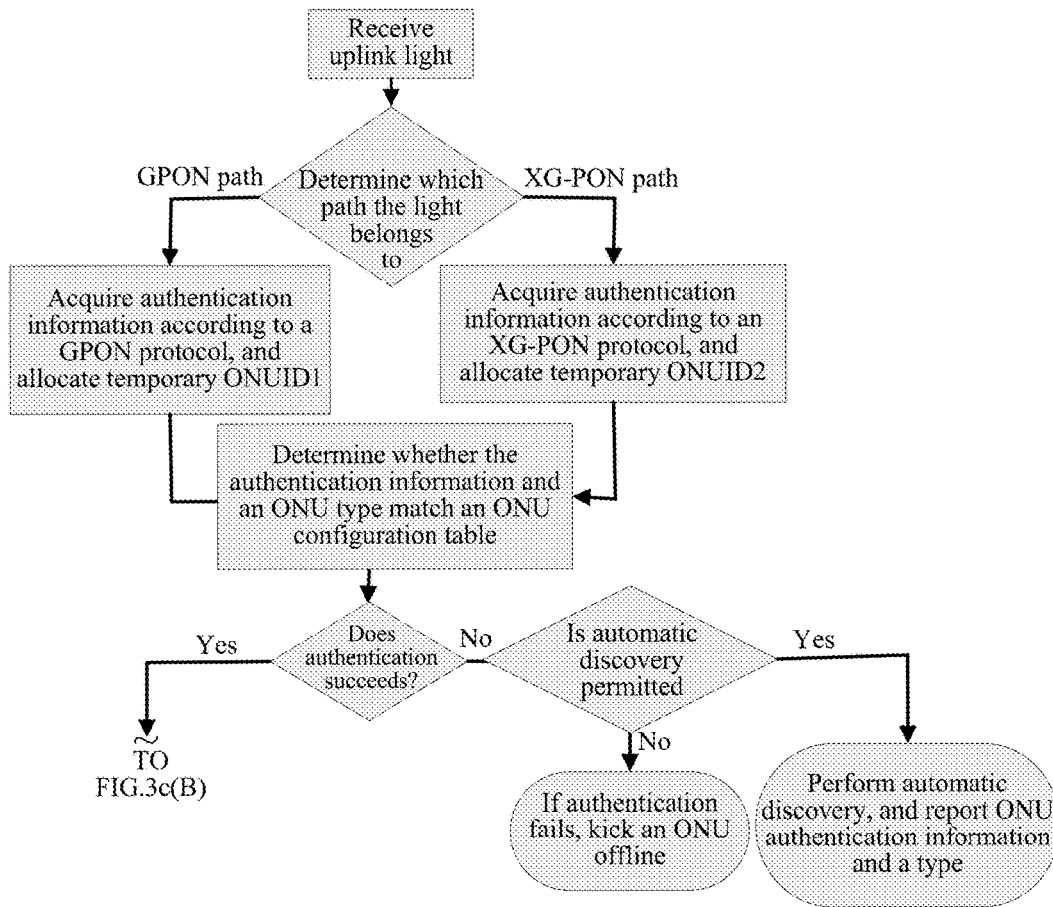 Receive
uplink light
GPON path
XG-PON path
Determine which
path the light
belongs
to
Acquire authentication
information according to a
GPON protocol, and
allocate temporary ONUID1
Acquire authentication
information according to an
XG-PON protocol, and
allocate temporary ONUID2
Determine whether the
authentication information and
an ONU type match an ONU
configuration table
Yes
Does
authentication
succeeds?
No
Is automatic
discovery
permitted
Yes
~
TO
FIG.3c(B)
No
If authentication
fails, kick an ONU
offline
Perform automatic
discovery, and report ONU
authentication information
and a type